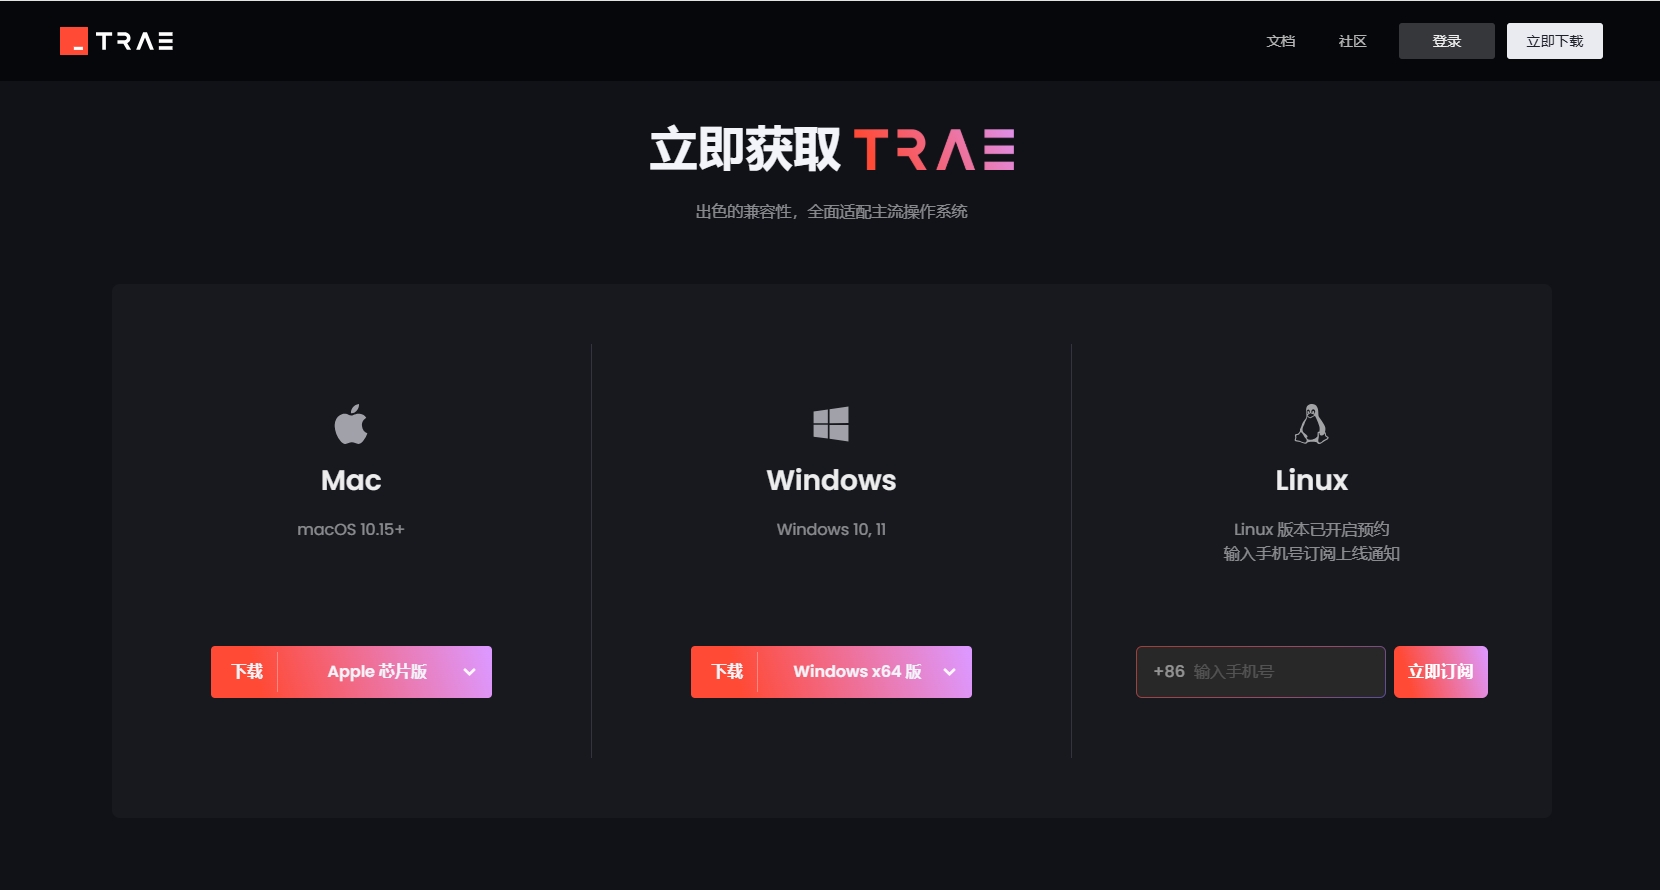 TRAE
文档
社区
登录
立即下载
立即获取 TRAE
出色的兼容性，全面适配主流操作系统
Mac
macOS 10.15+
下载
Apple 芯片版
Windows
Windows 10, 11
下载
Windows x64 版
Linux
Linux 版本已开启预约
输入手机号订阅上线通知
+86 输入手机号
立即订阅